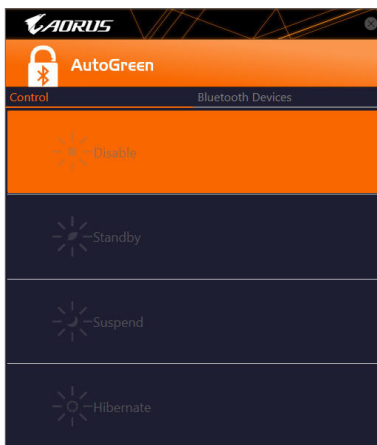 AORUS
AutoGreen
Control Bluetooth Devices
Disable
Standby
Suspend
Hibernate